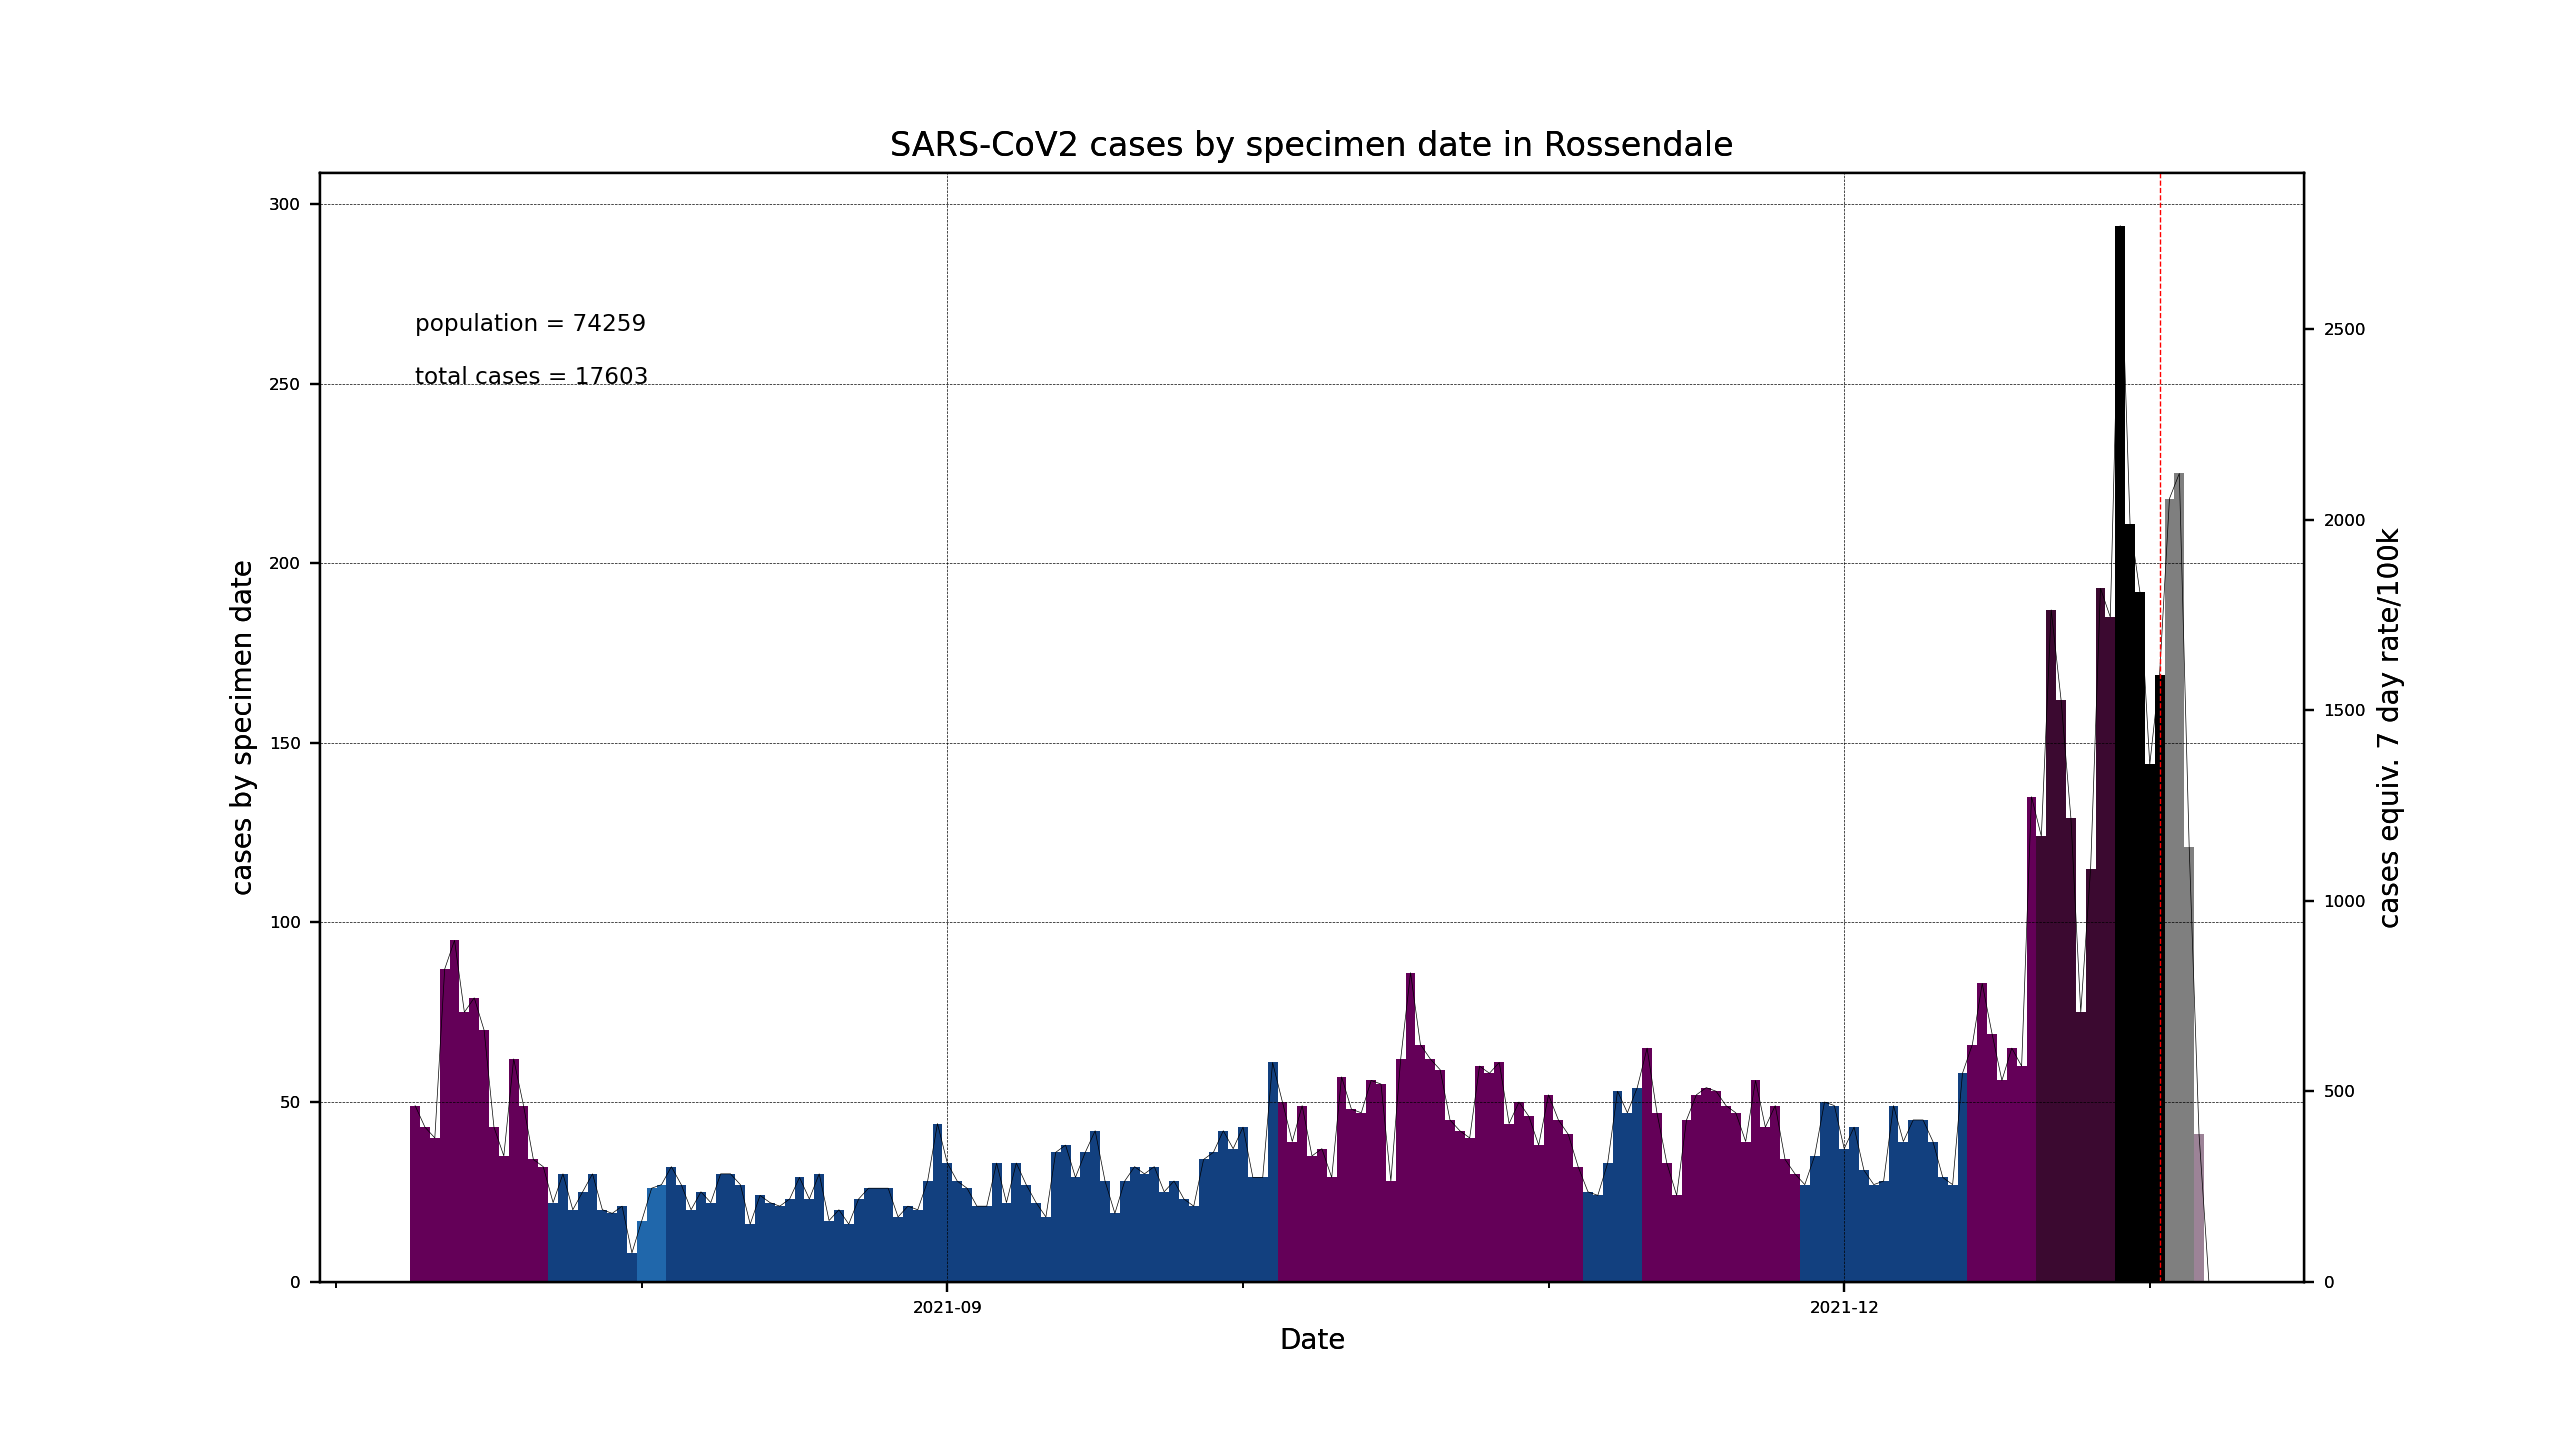 SARS-CoV2 cases by specimen date in Rossendale
population = 74259
total cases = 17603
cases by specimen date
300
250
200
150
100
50
0
2500
2000
1500
1000
500
0
cases equiv. 7 day rate/100k
2021-09
2021-12
Date